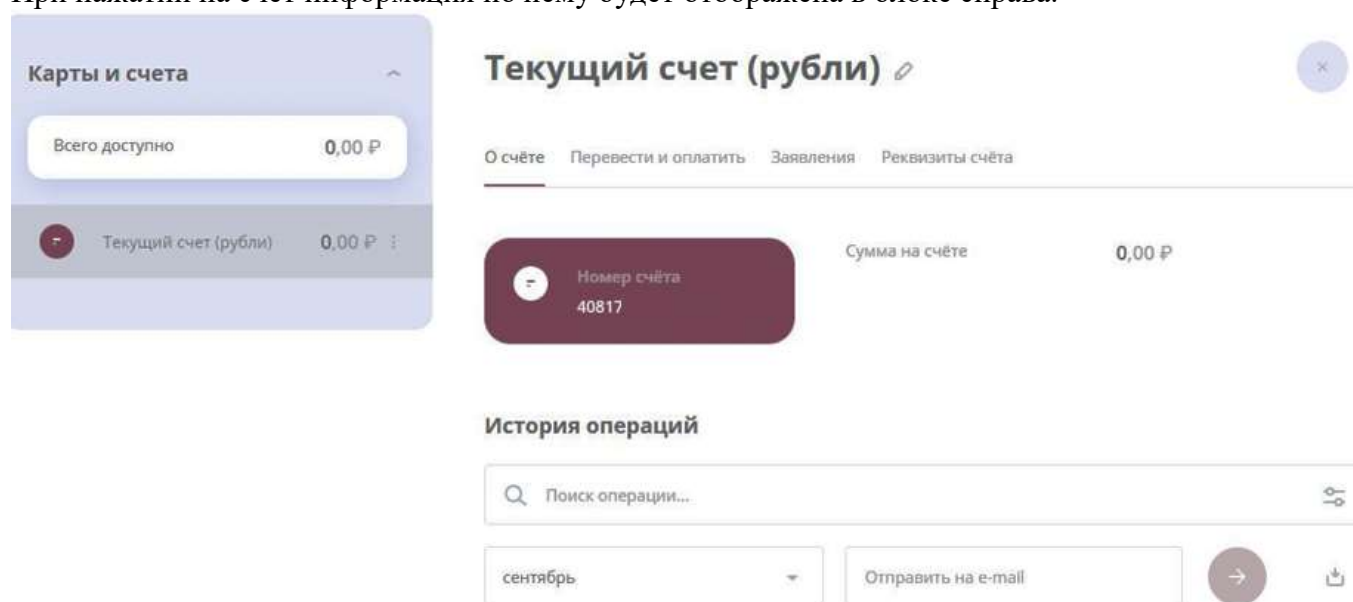 При нажатии на счет информация по нему будет отображена в блоке справа.
Карты и счета
Всего доступно 0,00 ₽
Текущий счет (рубли) 0,00 ₽
Текущий счет (рубли)
О счёте Перевести и оплатить Заявления Реквизиты счёта
Номер счёта
40817
Сумма на счёте 0,00 ₽
История операций
Поиск операции...
сентябрь
Отправить на e-mail